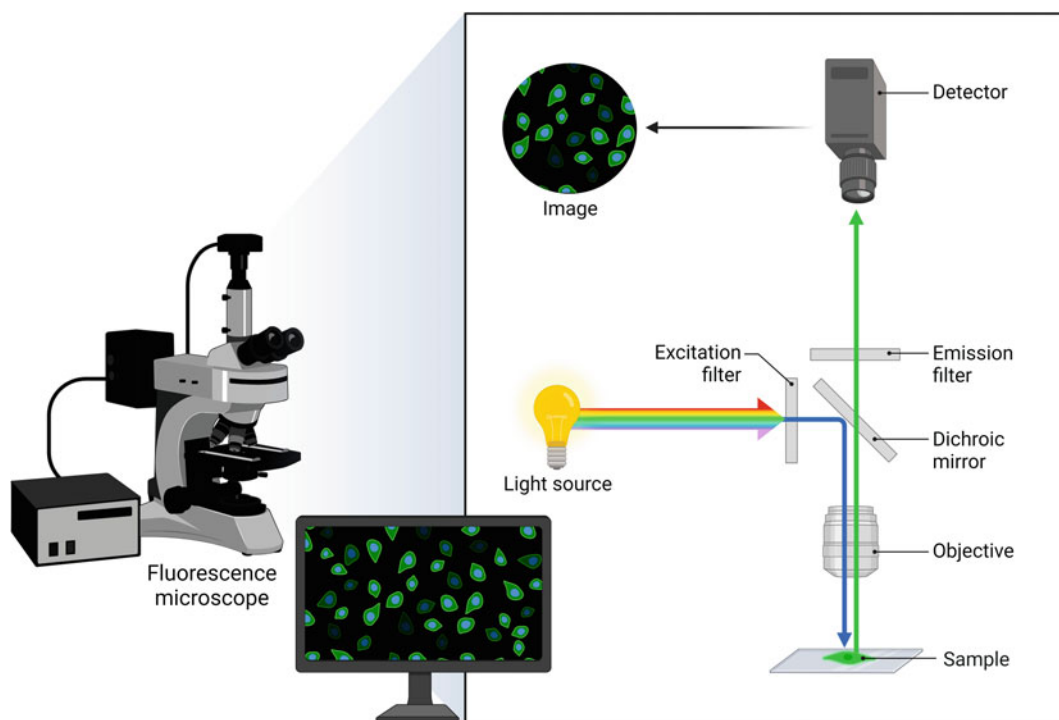 Detector
Image
Excitation
filter
Emission
filter
Dichroic
mirror
Light source
Objective
Fluorescence
microscope
Sample